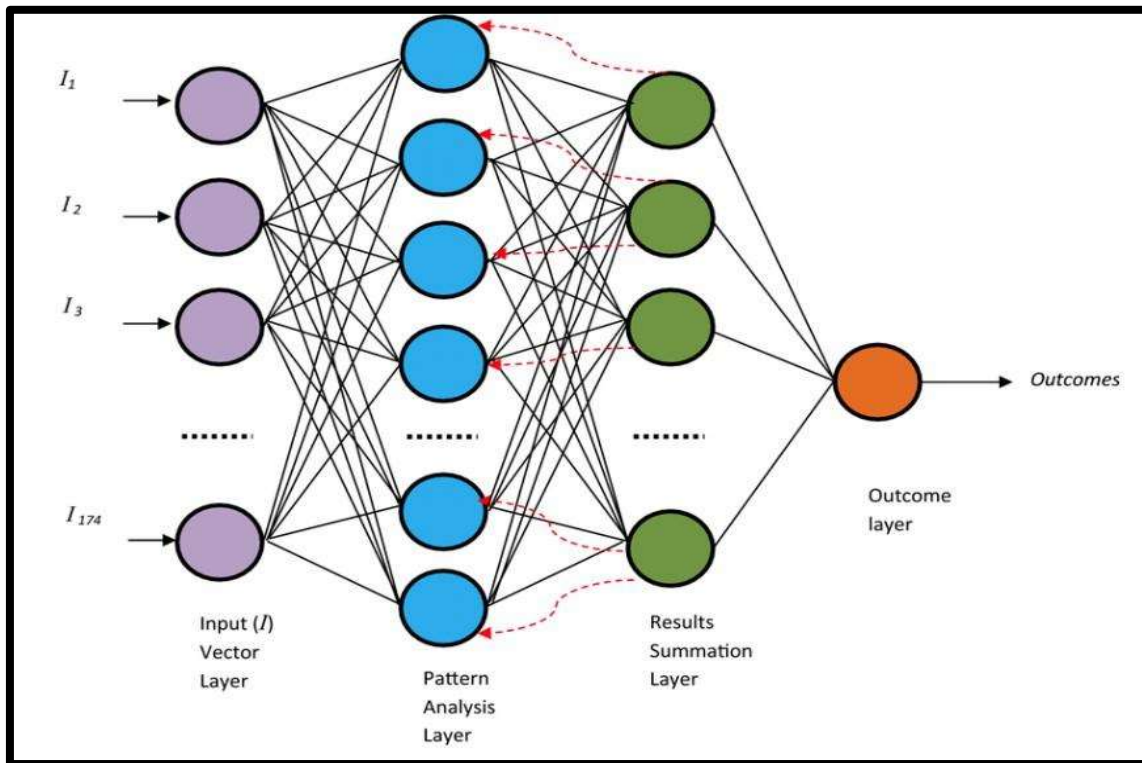 I1
I2
I3
I174
Outcomes
Outcome
layer
Input (I)
Vector
Layer
Results
Summation
Layer
Pattern
Analysis
Layer